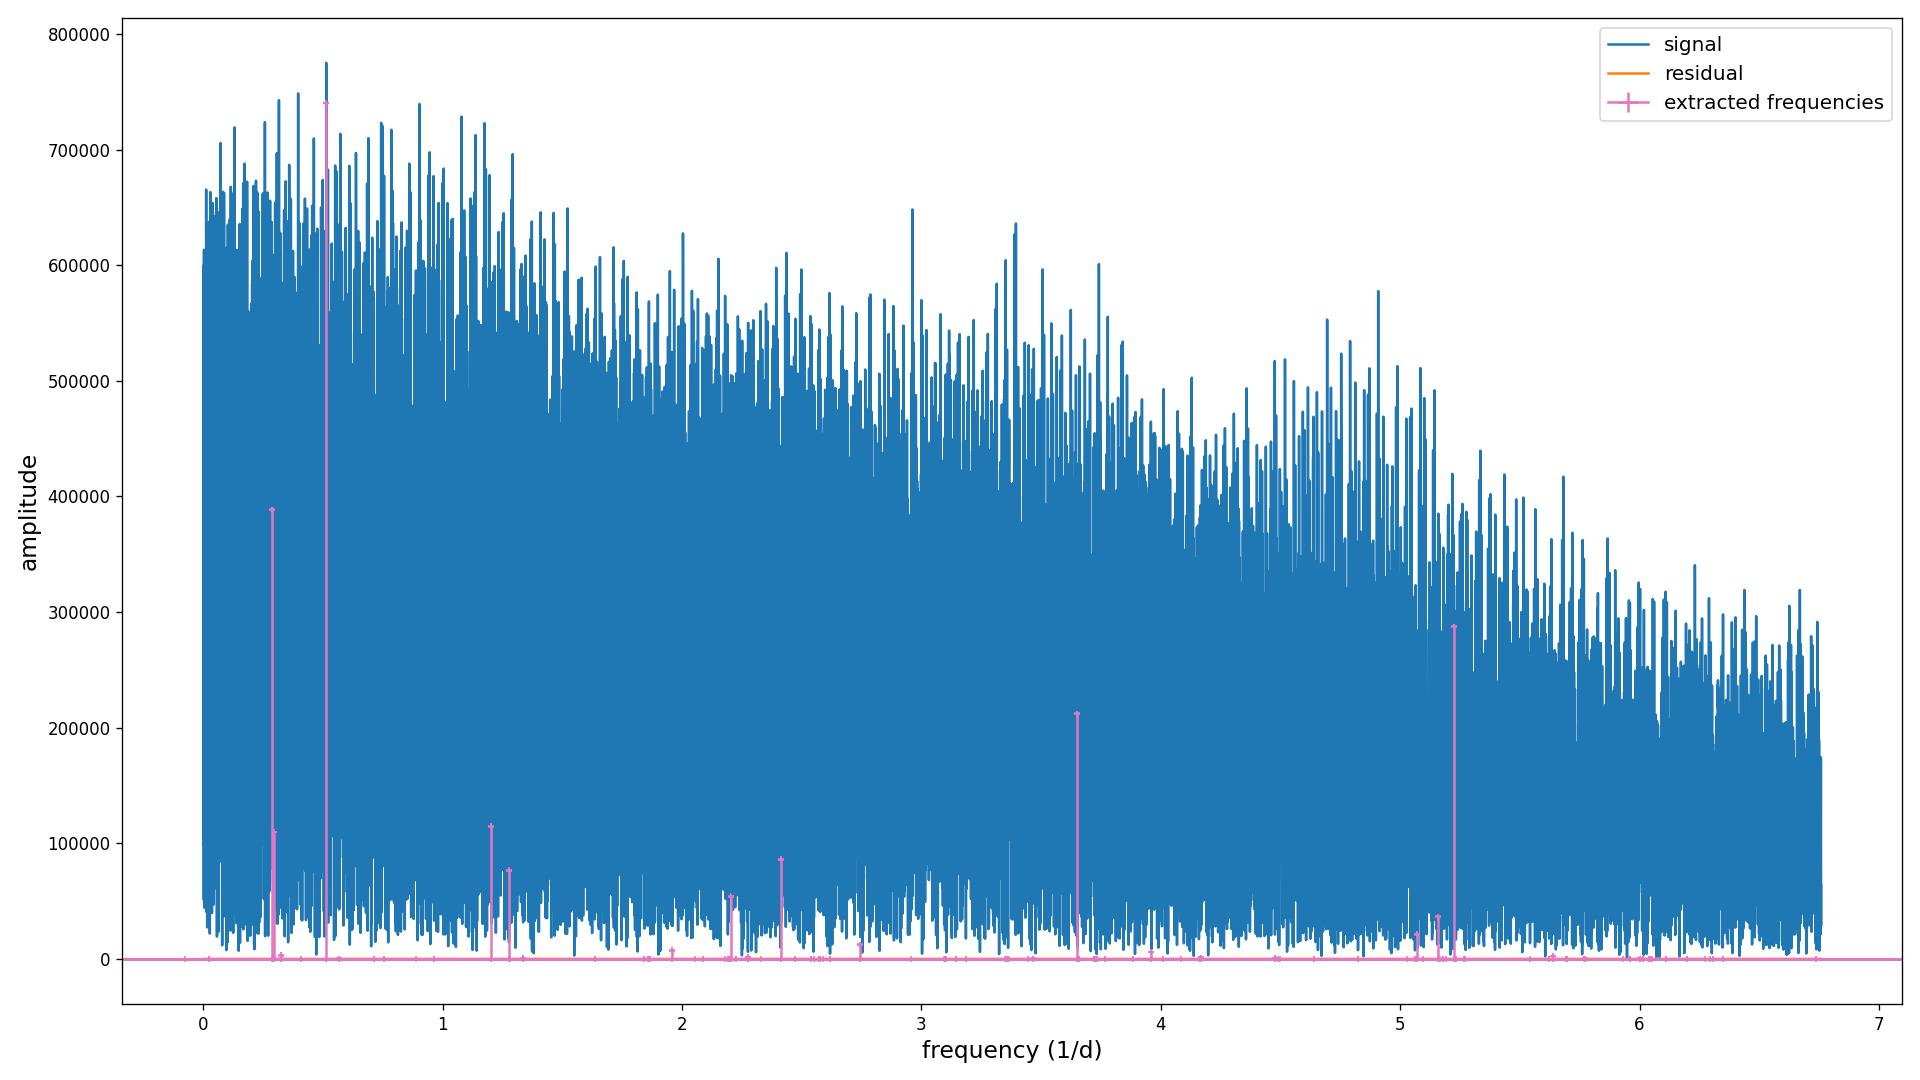 800000
700000
600000
500000
400000
300000
200000
100000
0
amplitude
signal
residual
extracted frequencies
0 1 2 3 4 5 6 7
frequency (1/d)